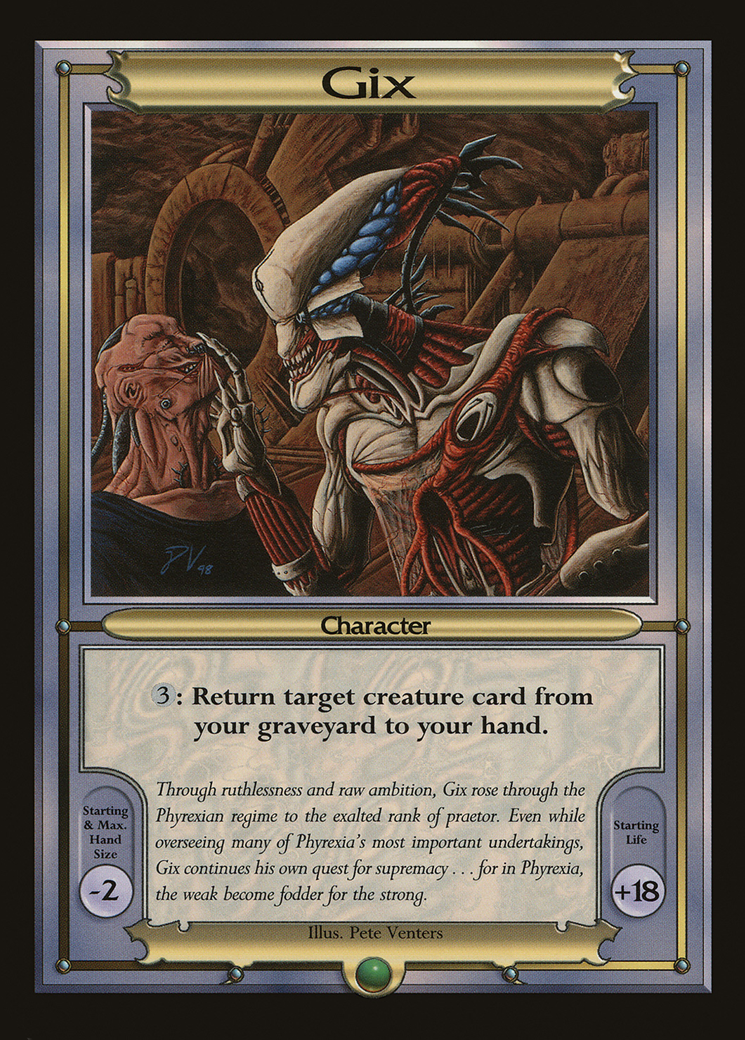 Gix
PV 98
Character
3: Return target creature card from
your graveyard to your hand.
Through ruthlessness and raw ambition, Gix rose through the
Phyrexian regime to the exalted rank of praetor. Even while
overseeing many of Phyrexia's most important undertakings,
Gix continues his own quest for supremacy . . . for in Phyrexia,
the weak become fodder for the strong.
Starting
& Max.
Hand
Size
-2
Starting
Life
+18
Illus. Pete Venters